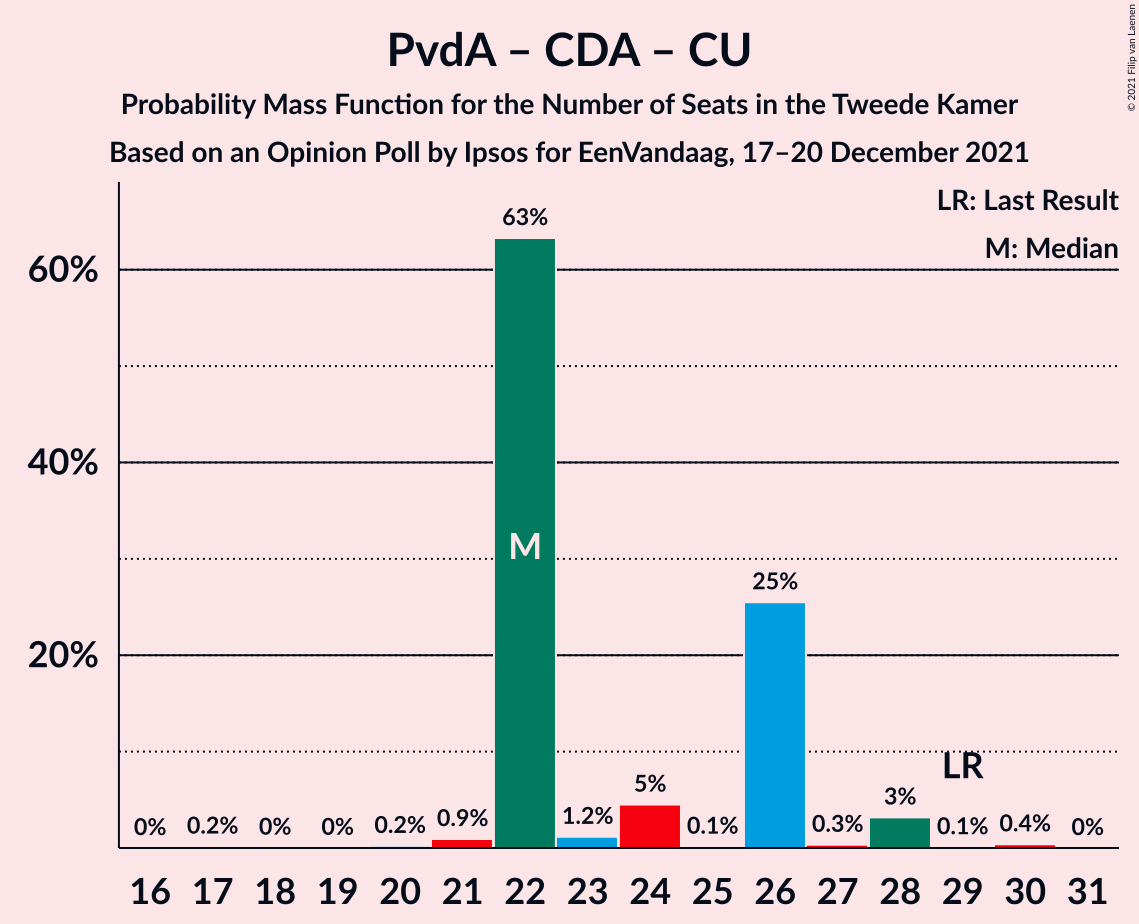 PvdA – CDA – CU
Probability Mass Function for the Number of Seats in the Tweede Kamer
Based on an Opinion Poll by Ipsos for EenVandaag, 17–20 December 2021
© 2021 Filip van Laenen
LR: Last Result
M: Median
60%
40%
20%
63%
M
25%
LR
0% 0.2% 0% 0% 0.2% 0.9% 1.2% 5% 0.1% 0.3% 3% 0.1% 0.4% 0%
16 17 18 19 20 21 22 23 24 25 26 27 28 29 30 31